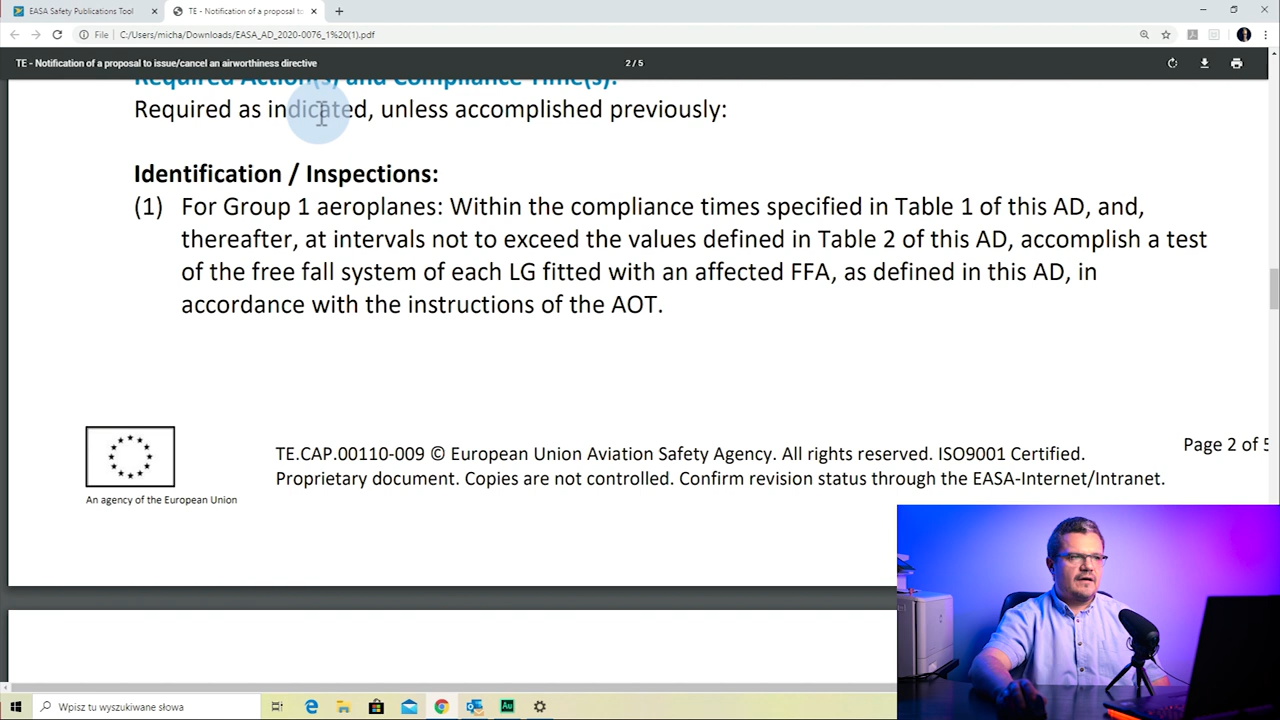 EASA Safety Publications Tool
TE - Notification of a proposal to
File
C:/Users/micha/Downloads/EASA_AD_2020-0076_1%20(1).pdf
TE - Notification of a proposal to issue/cancel an airworthiness directive
2 / 5
Required Action(s) and Compliance Time(s):
Required as indicated, unless accomplished previously:
Identification / Inspections:
(1) For Group 1 aeroplanes: Within the compliance times specified in Table 1 of this AD, and,
thereafter, at intervals not to exceed the values defined in Table 2 of this AD, accomplish a test
of the free fall system of each LG fitted with an affected FFA, as defined in this AD, in
accordance with the instructions of the AOT.
Page 2 of 5
TE.CAP.00110-009 © European Union Aviation Safety Agency. All rights reserved. ISO9001 Certified.
Proprietary document. Copies are not controlled. Confirm revision status through the EASA-Internet/Intranet.
An agency of the European Union
Wpisz tu wyszukiwane słowa
Au